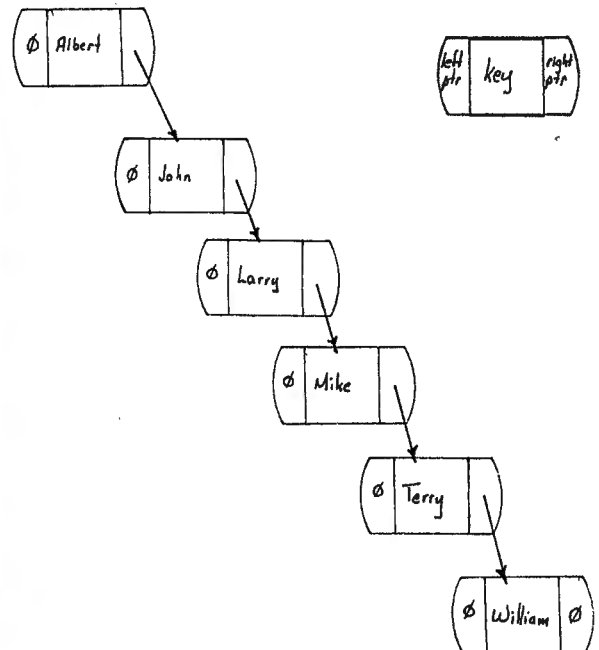 Ø Albert
left ptr key right ptr
Ø John
Ø Larry
Ø Mike
Ø Terry
Ø William Ø